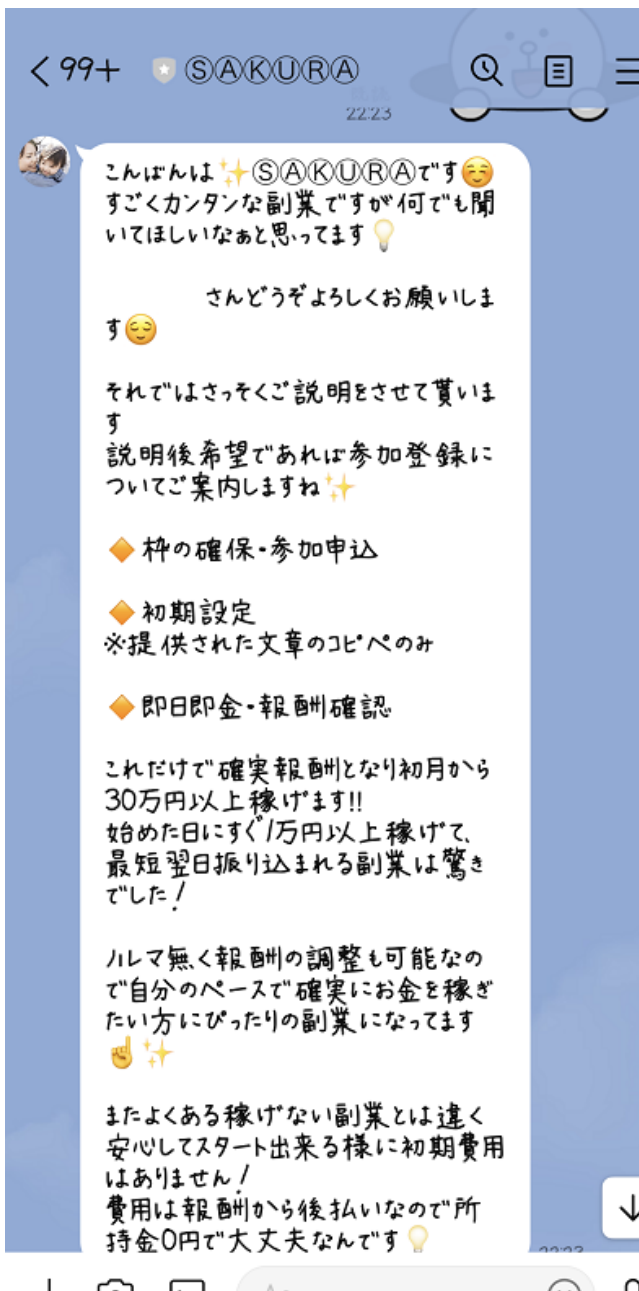 99+ ⓈⒶⓀⓊⓇⒶ
22:23
こんばんは✨ⓈⒶⓀⓊⓇⒶです☺️
すごくカンタンな副業ですが何でも聞
いてほしいなぁと思ってます💡
さんどうぞよろしくお願いしま
す😌
それではさっそくご説明をさせて貰いま
す
説明後希望であれば参加登録に
ついてご案内しますね✨
🔶枠の確保・参加申込
🔶初期設定
※提供された文章のコピペのみ
🔶即日即金・報酬確認
これだけで確実報酬となり初月から
30万円以上稼げます!!
始めた日にすぐ1万円以上稼げて、
最短翌日振り込まれる副業は驚き
でした!
ノルマ無く報酬の調整も可能なの
で自分のペースで確実にお金を稼ぎ
たい方にぴったりの副業になってます
☝️✨
またよくある稼げない副業とは違く
安心してスタート出来る様に初期費用
はありません!
費用は報酬から後払いなので所
持金0円で大丈夫なんです💡
22:23